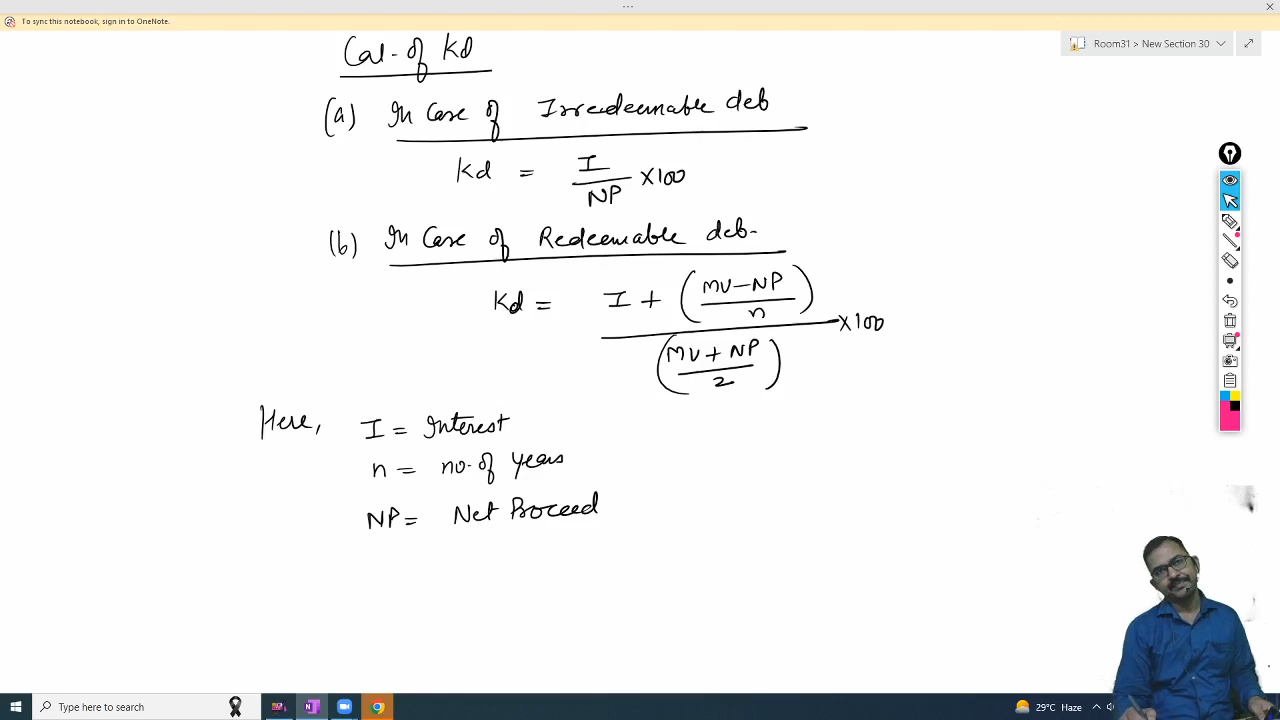 To sync this notebook, sign in to OneNote.
Room31 > New Section 30
Cal. of Kd
(a) In Case of Irredeemable deb
Kd = I/NP ×100
(b) In Case of Redeemable deb.
Kd = I + (MV-NP/n) / (MV+NP/2) ×100
Here, I = Interest
n = no. of years
NP = Net Proceed
Type here to search
29°C Haze